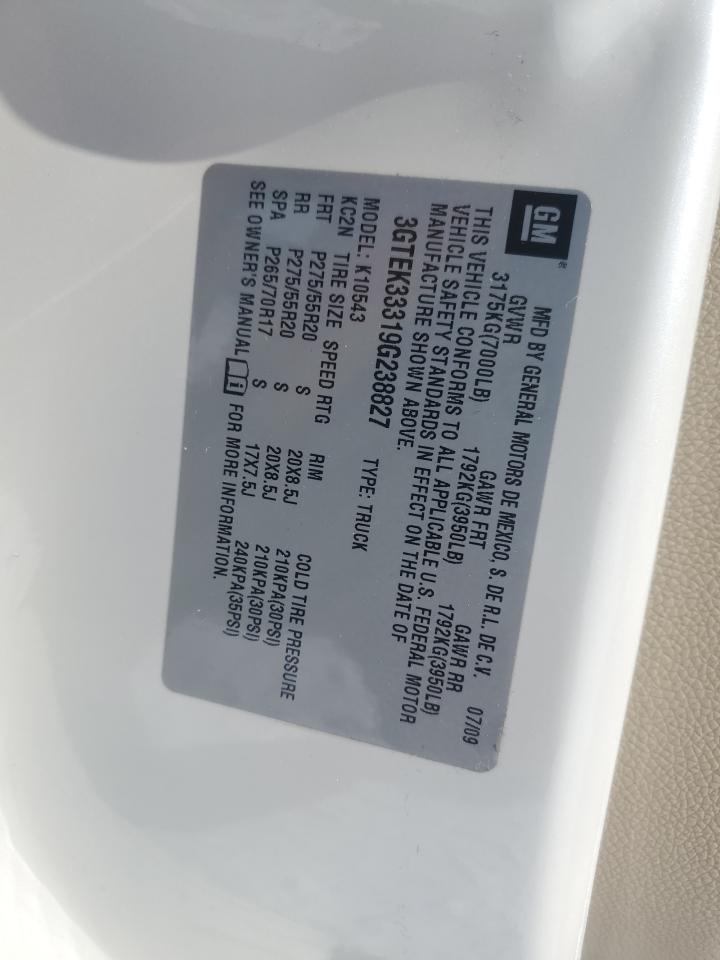 GM ®
MFD BY GENERAL MOTORS DE MEXICO, S. DE R.L. DE C.V.
GVWR GAWR FRT GAWR RR 07/09
3175KG(7000LB) 1792KG(3950LB) 1792KG(3950LB)
THIS VEHICLE CONFORMS TO ALL APPLICABLE U.S. FEDERAL MOTOR
VEHICLE SAFETY STANDARDS IN EFFECT ON THE DATE OF
MANUFACTURE SHOWN ABOVE.
3GTEK33319G238827 TYPE: TRUCK
MODEL: K10543
KC2N TIRE SIZE SPEED RTG RIM COLD TIRE PRESSURE
FRT P275/55R20 S 20X8.5J 210KPA(30PSI)
RR P275/55R20 S 20X8.5J 210KPA(30PSI)
SPA P265/70R17 S 17X7.5J 240KPA(35PSI)
SEE OWNER'S MANUAL i FOR MORE INFORMATION.